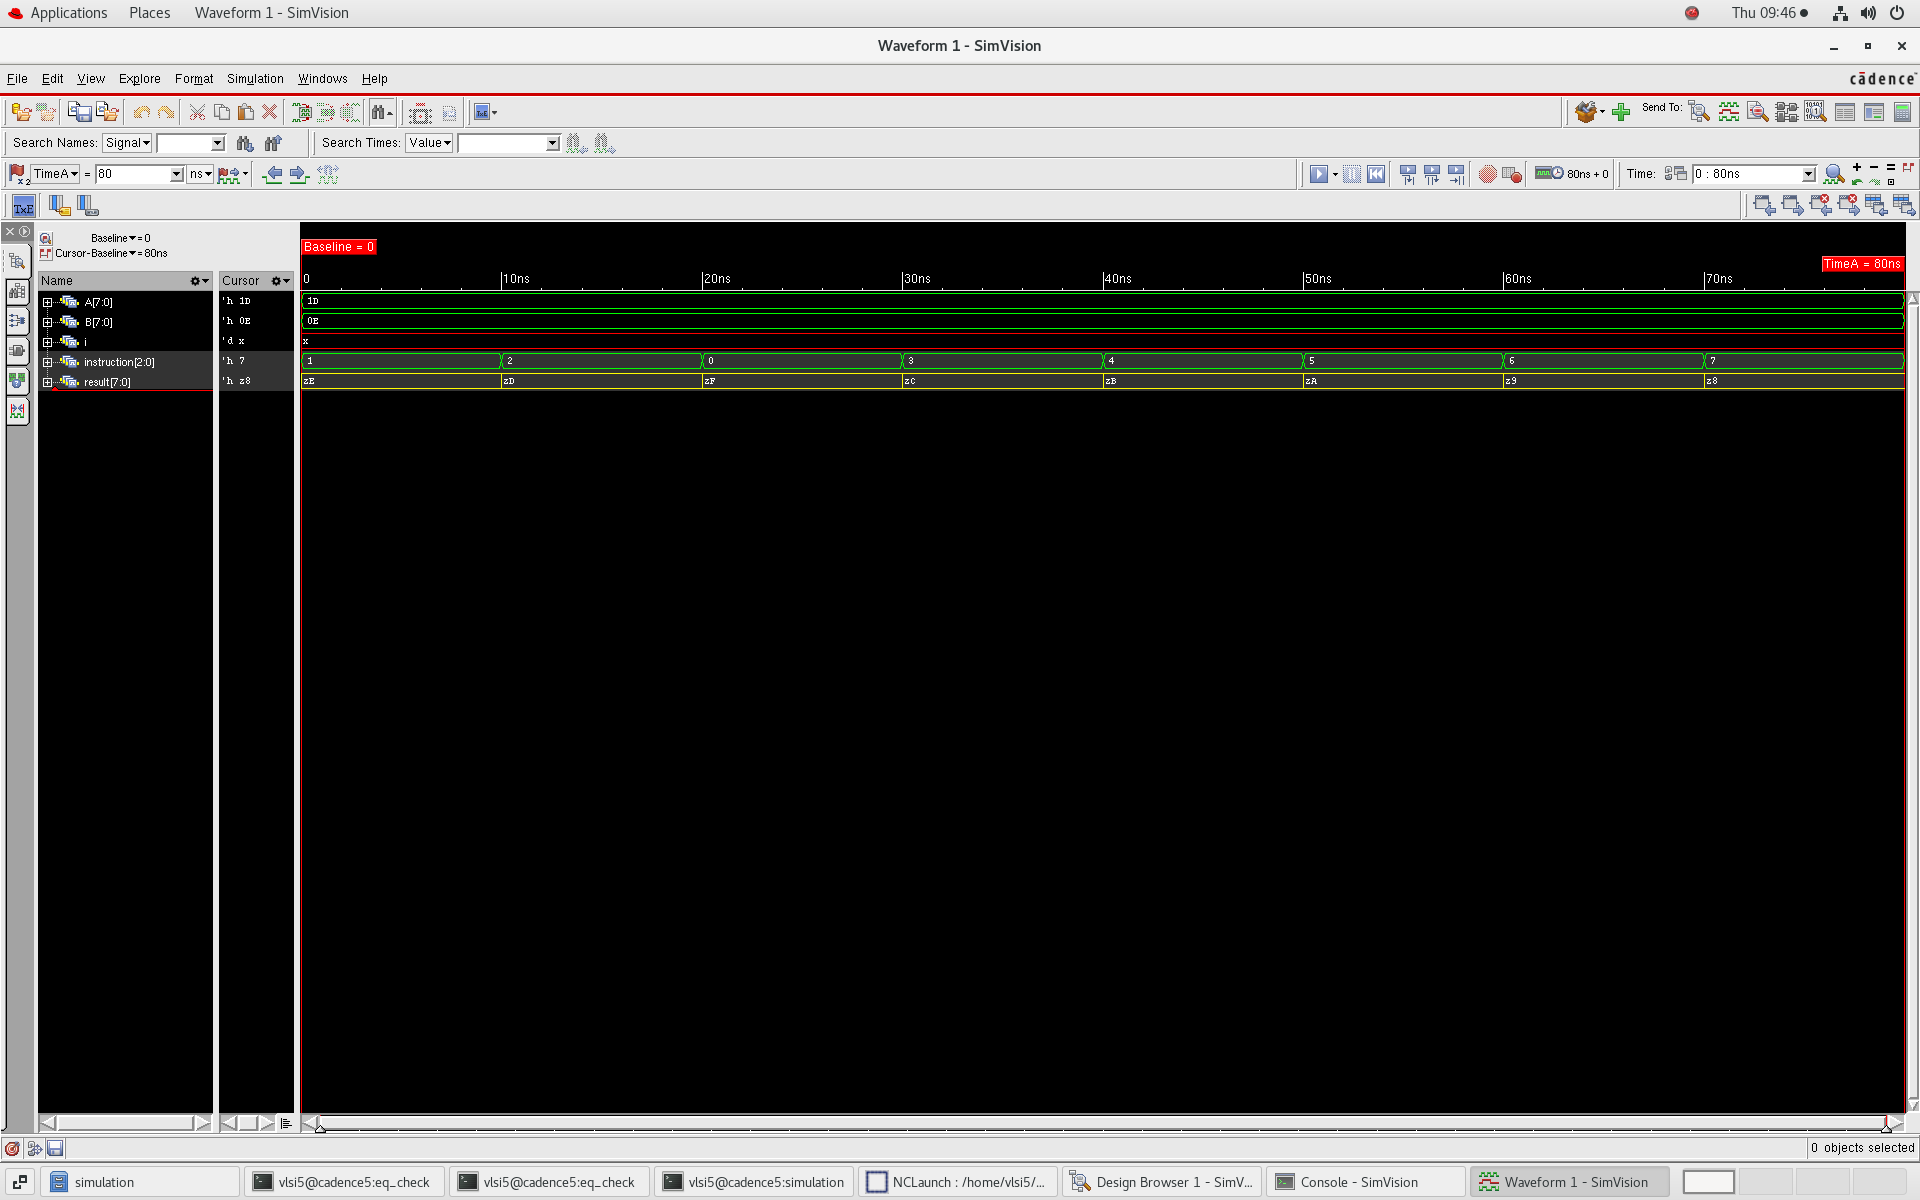 Applications Places Waveform 1 - SimVision Thu 09:46
Waveform 1 - SimVision
File Edit View Explore Format Simulation Windows Help cādence
Send To:
Search Names: Signal Search Times: Value
TimeA = 80 ns 80ns + 0 Time: 0 : 80ns
TxE
Baseline = 0
Cursor-Baseline = 80ns
Baseline = 0
TimeA = 80ns
Name Cursor 0 10ns 20ns 30ns 40ns 50ns 60ns 70ns
A[7:0] 'h 1D 1D
B[7:0] 'h 0E 0E
i 'd x x
instruction[2:0] 'h 7 1 2 0 3 4 5 6 7
result[7:0] 'h z8 zE zD zF zC zB zA z9 z8
0 objects selected
simulation vlsi5@cadence5:eq_check vlsi5@cadence5:eq_check vlsi5@cadence5:simulation NCLaunch : /home/vlsi5/... Design Browser 1 - SimV... Console - SimVision Waveform 1 - SimVision